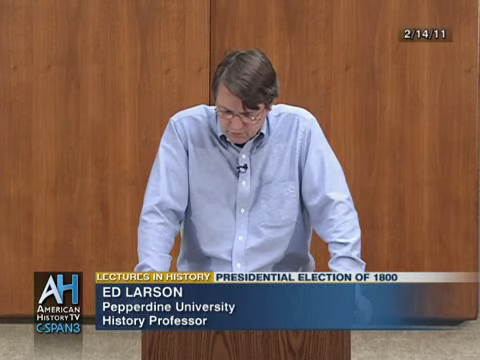 2/14/11
LECTURES IN HISTORY PRESIDENTIAL ELECTION OF 1800
ED LARSON
Pepperdine University
History Professor
AH
AMERICAN
HISTORY TV
C-SPAN3